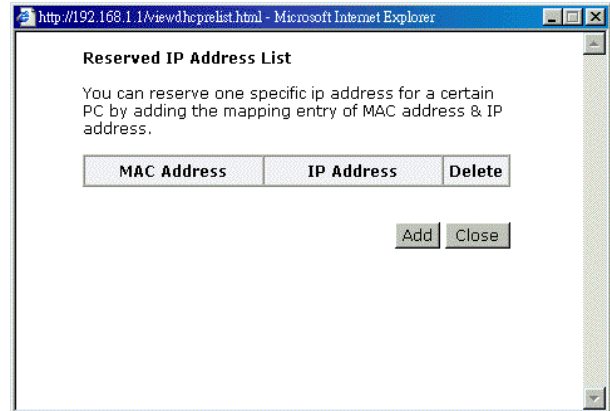 http://192.168.1.1/viewdhcprelist.html - Microsoft Internet Explorer
Reserved IP Address List
You can reserve one specific ip address for a certain
PC by adding the mapping entry of MAC address & IP
address.
MAC Address IP Address Delete
Add Close